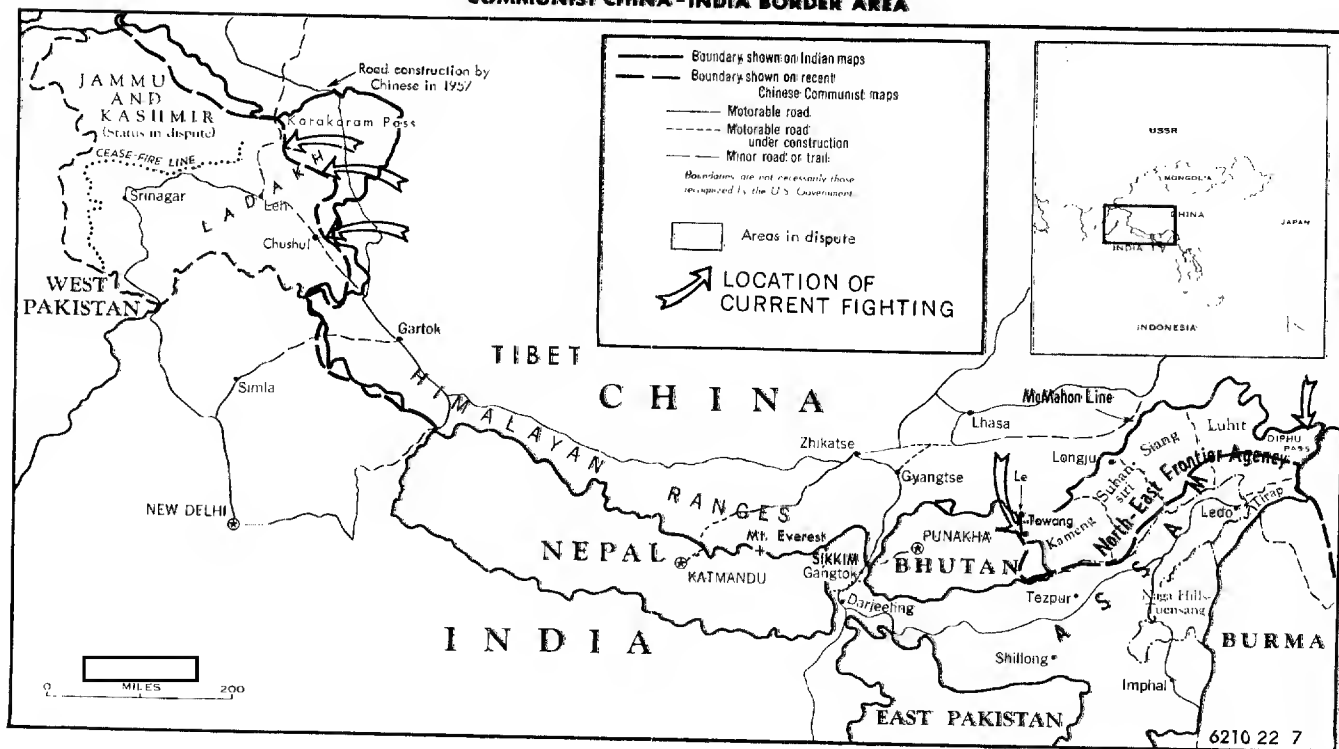 COMMUNIST CHINA-INDIA BORDER AREA
JAMMU
AND
KASHMIR
(Status in dispute)
CEASE-FIRE LINE
Srinagar
LADAKH
Leh
Chushul
WEST
PAKISTAN
Road construction by
Chinese in 1957
Karakoram Pass
Boundary shown on Indian maps
Boundary shown on recent
Chinese Communist maps
Motorable road
Motorable road
under construction
Minor road or trail
Boundaries are not necessarily those
recognized by the U.S. Government
Areas in dispute
LOCATION OF
CURRENT FIGHTING
USSR
MONGOLIA
CHINA
JAPAN
INDIA
INDONESIA
Gartok
Simla
NEW DELHI
TIBET
CHINA
HIMALAYAN
RANGES
Zhikatse
Gyangtse
Lhasa
McMahon Line
Longju
Le
Towang
Kameng
Suban-
siri
Siang
Luhit
DIPHU
PASS
North-East Frontier Agency
Tirap
Ledo
ASSAM
NEPAL
Mt. Everest
KATMANDU
SIKKIM
Gangtok
PUNAKHA
BHUTAN
Darjeeling
Tezpur
Naga Hills-
Tuensang
INDIA
Shillong
Imphal
BURMA
EAST PAKISTAN
0 MILES 200
6210 22 7